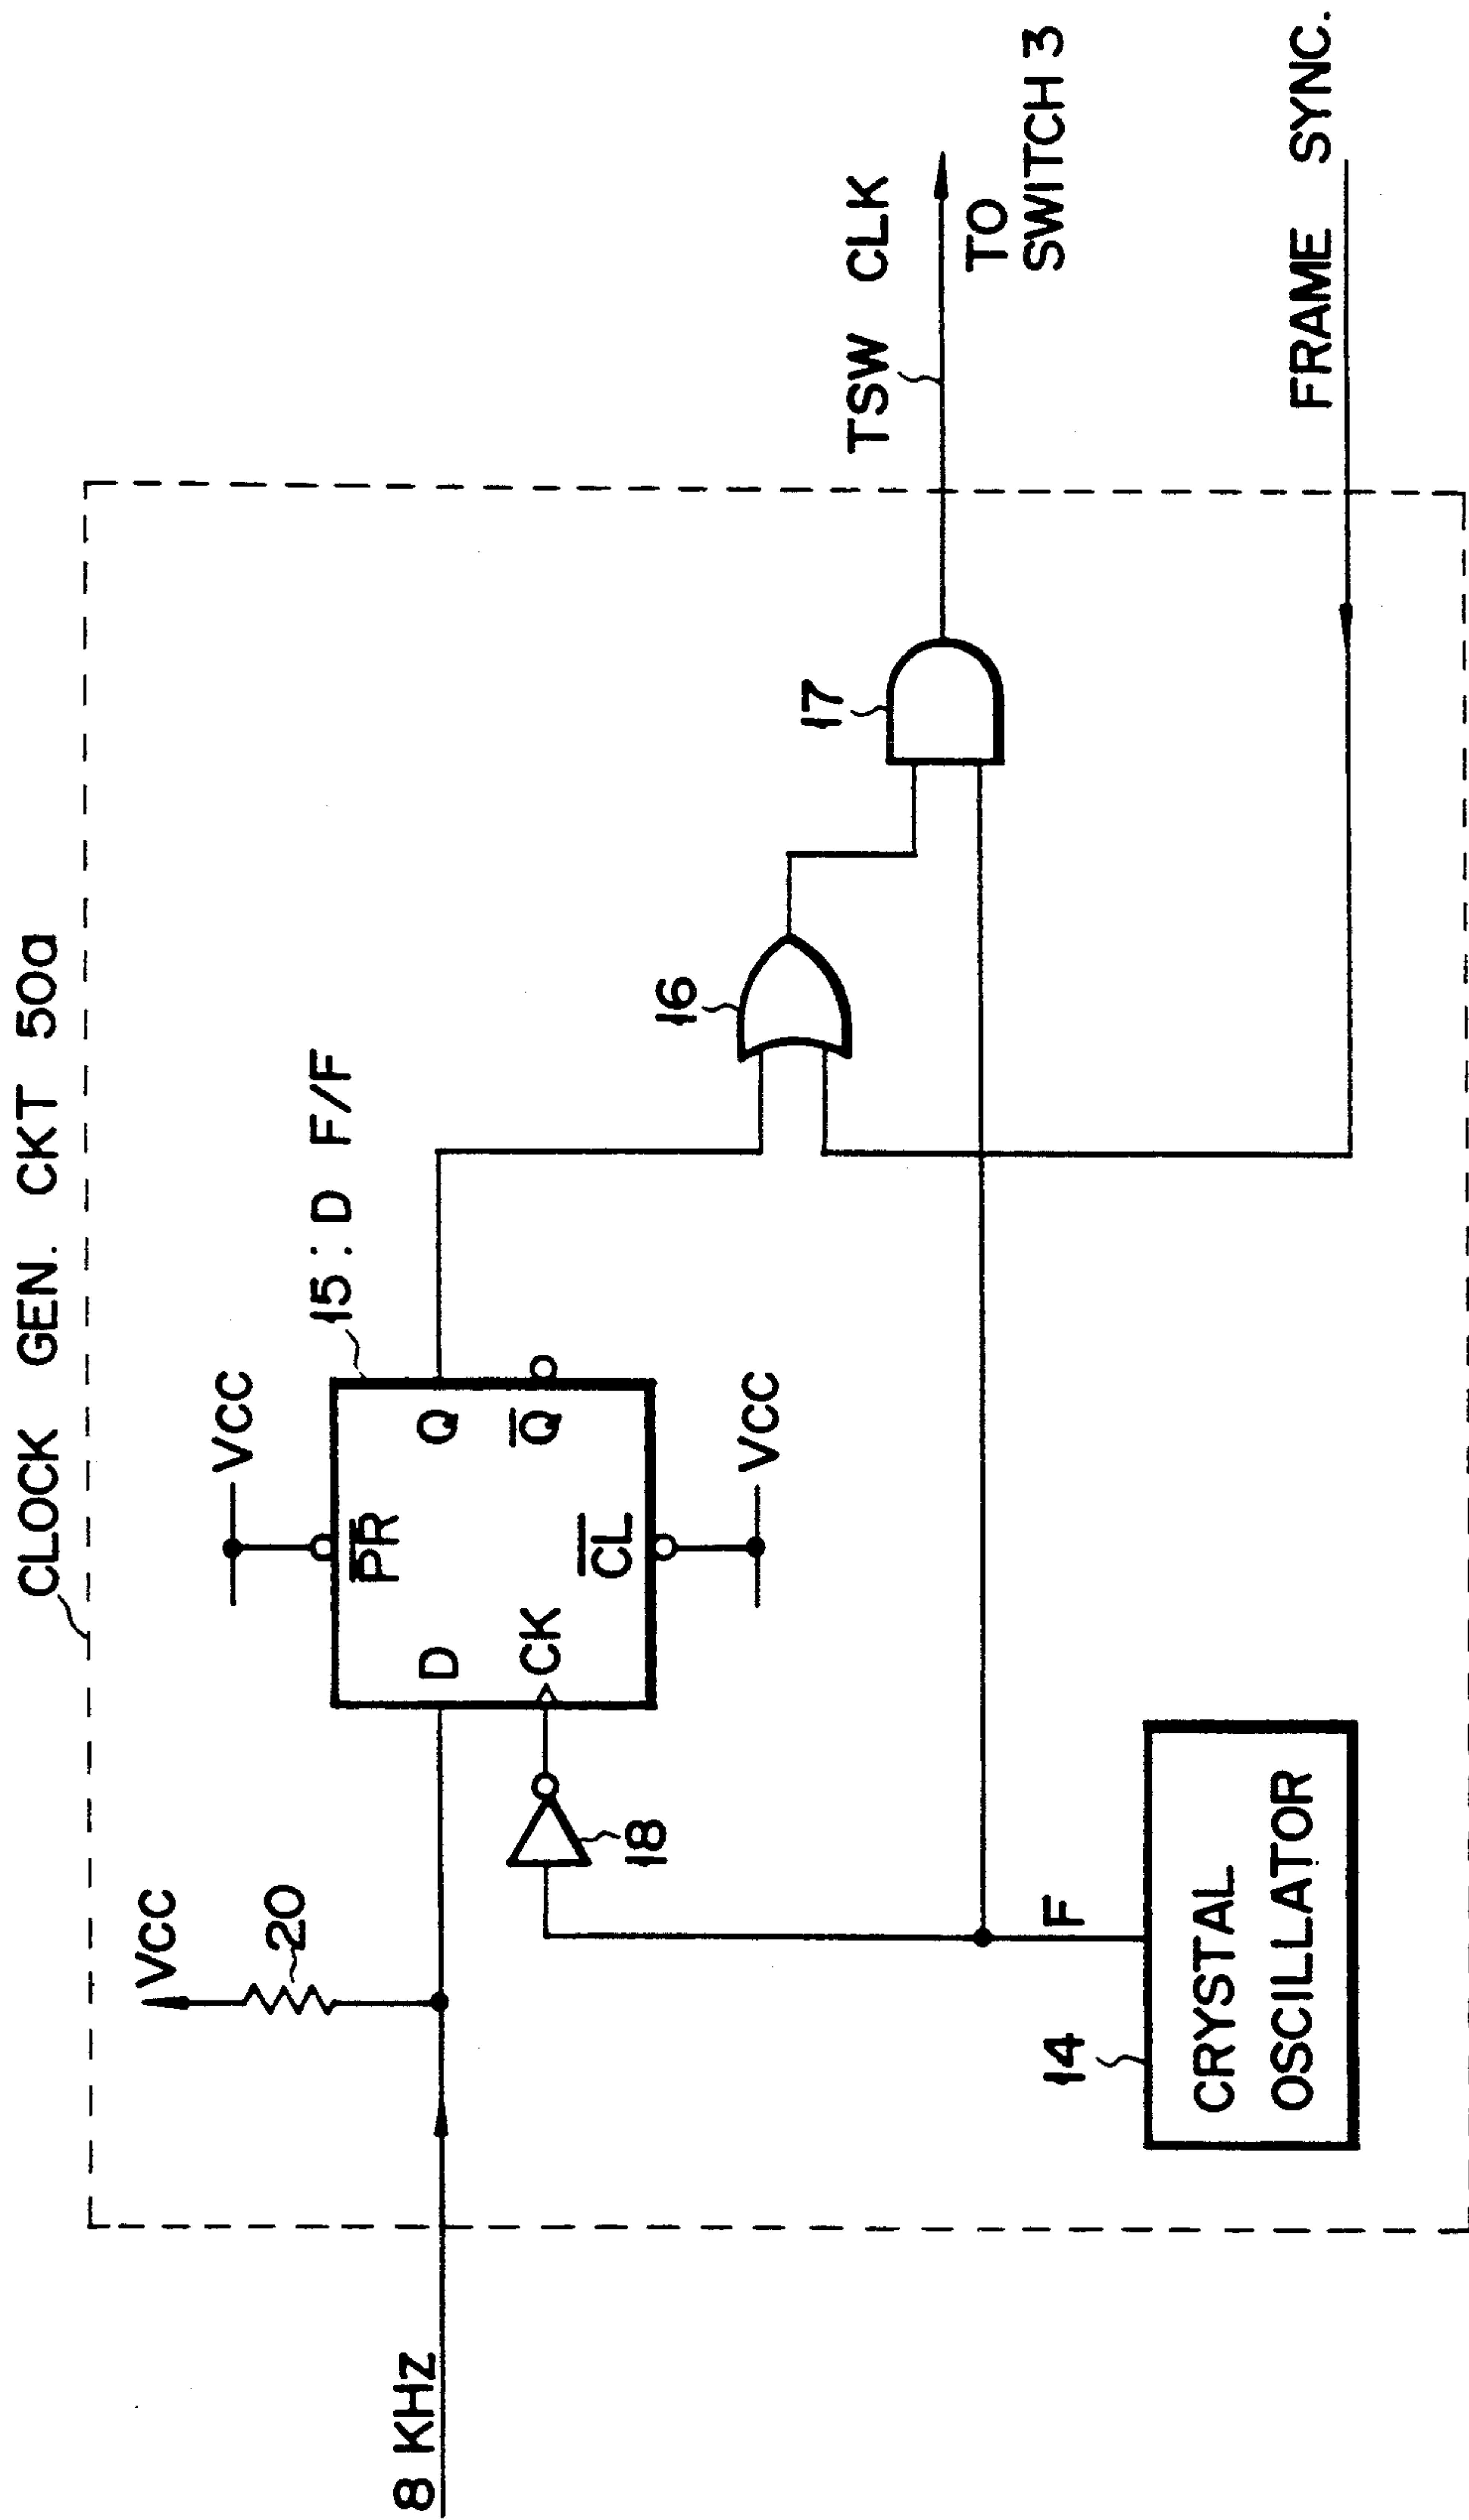 CLOCK GEN. CKT 50a
VCC
20
VCC
15: D F/F
8 KHZ
D
PR
Q
CK
CL
Q
18
VCC
16
17
TSW CLK
TO
SWITCH 3
14
F
CRYSTAL
OSCILLATOR
FRAME SYNC.